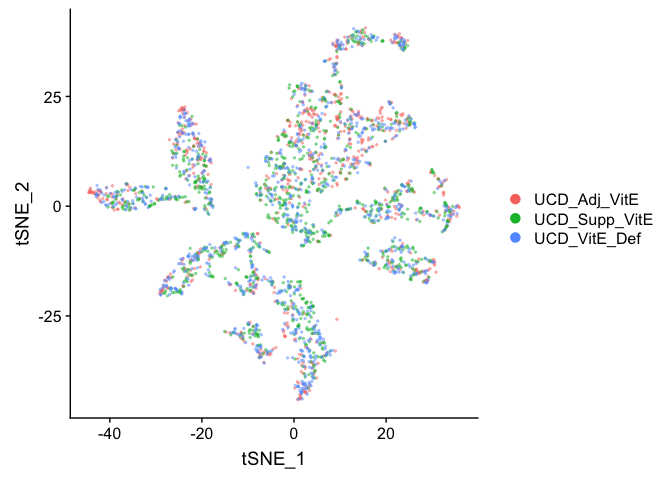 25
0
-25
tSNE_2
-40
-20
0
20
tSNE_1
UCD_Adj_VitE
UCD_Supp_VitE
UCD_VitE_Def